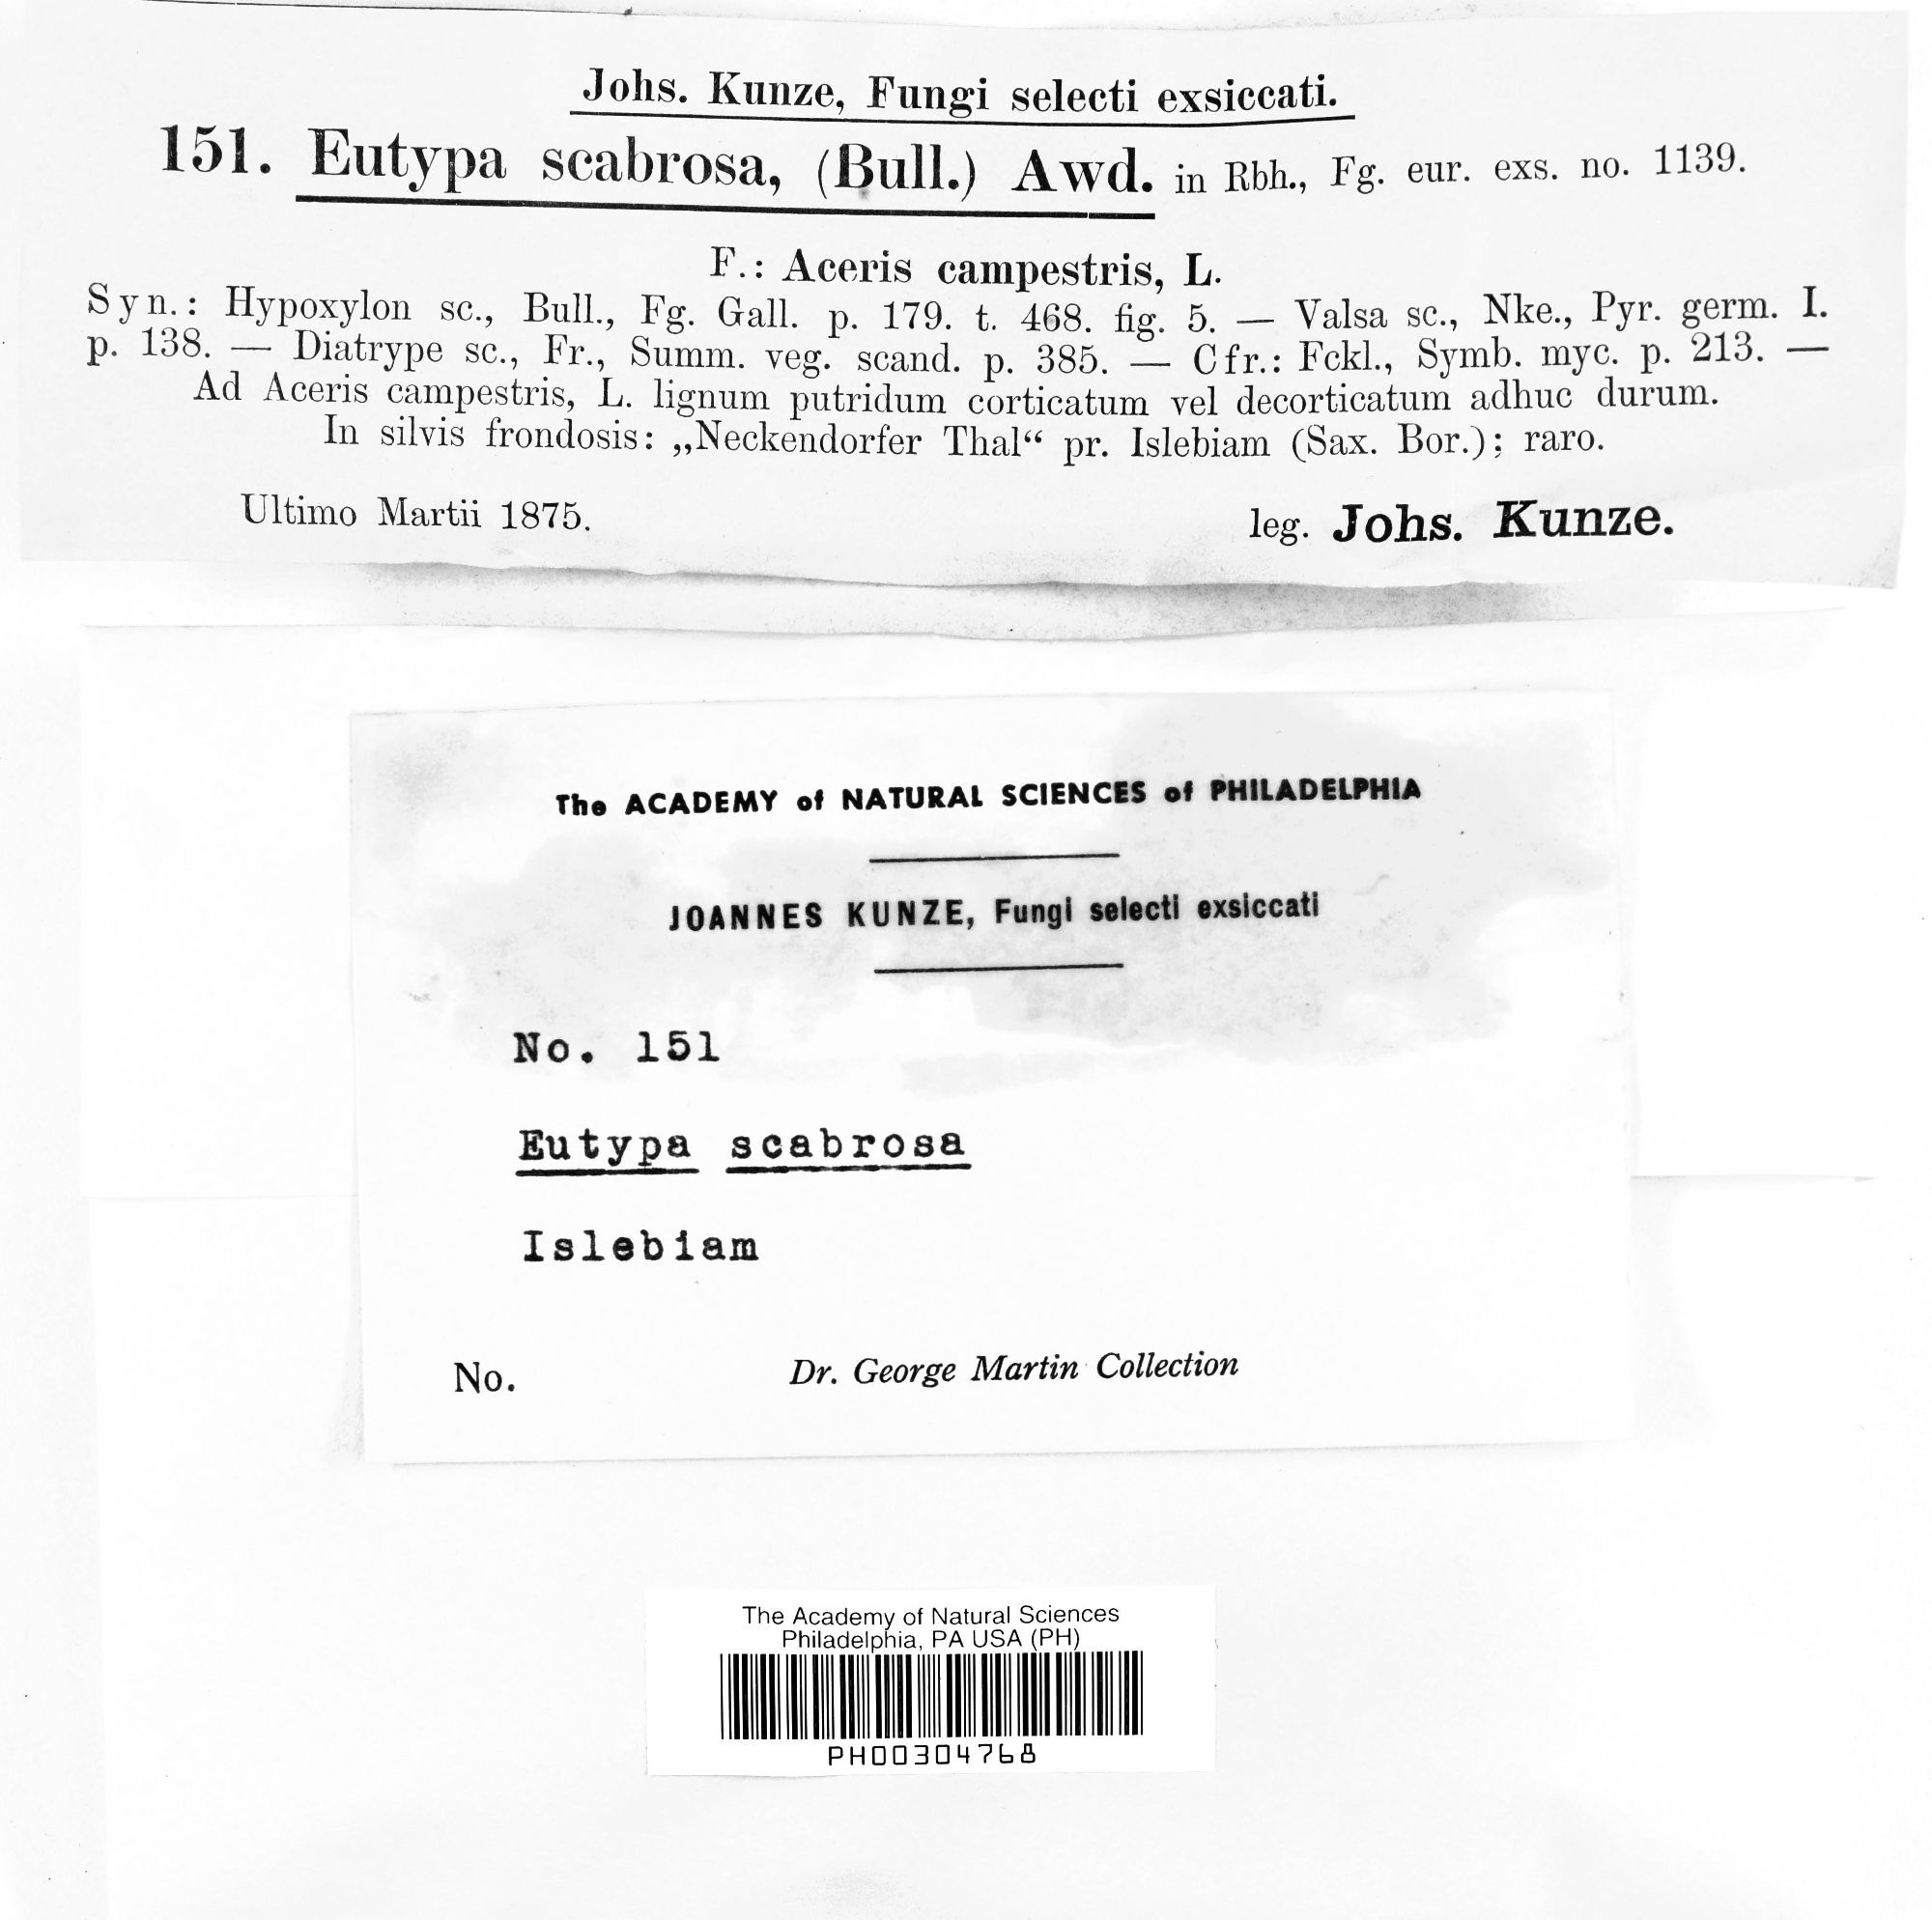 Johs. Kunze, Fungi selecti exsiccati.
151. Eutypa scabrosa, (Bull.) Awd. in Rbh., Fg. eur. exs. no. 1139.
F.: Aceris campestris, L.
Syn.: Hypoxylon sc., Bull., Fg. Gall. p. 179. t. 468. fig. 5. — Valsa sc., Nke., Pyr. germ. I.
p. 138. — Diatrype sc., Fr., Summ. veg. scand. p. 385. — Cfr.: Fckl., Symb. myc. p. 213. —
Ad Aceris campestris, L. lignum putridum corticatum vel decorticatum adhuc durum.
In silvis frondosis: „Neckendorfer Thal“ pr. Islebiam (Sax. Bor.); raro.
Ultimo Martii 1875. leg. Johs. Kunze.
The ACADEMY of NATURAL SCIENCES of PHILADELPHIA
JOANNES KUNZE, Fungi selecti exsiccati
No. 151
Eutypa scabrosa
Islebiam
No. Dr. George Martin Collection
The Academy of Natural Sciences
Philadelphia, PA USA (PH)
PH00304768